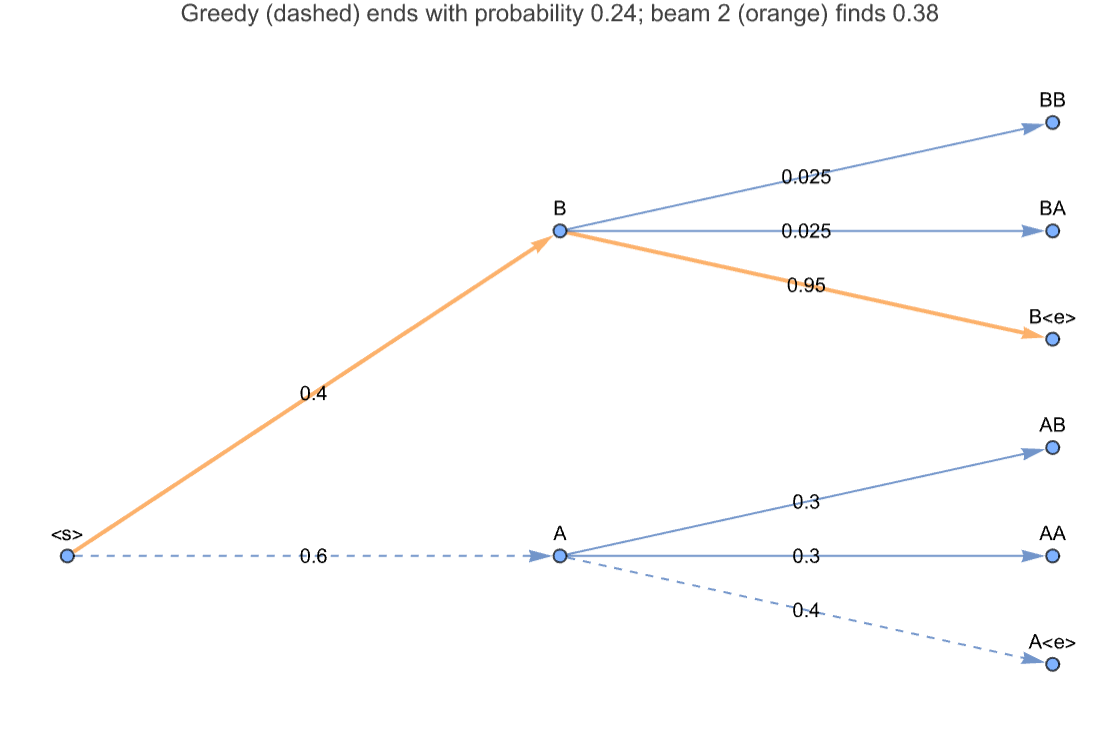 Greedy (dashed) ends with probability 0.24; beam 2 (orange) finds 0.38
BB
0.025
B
BA
0.025
0.95
B<e>
0.4
AB
0.3
<s>
A
AA
0.6
0.3
0.4
A<e>